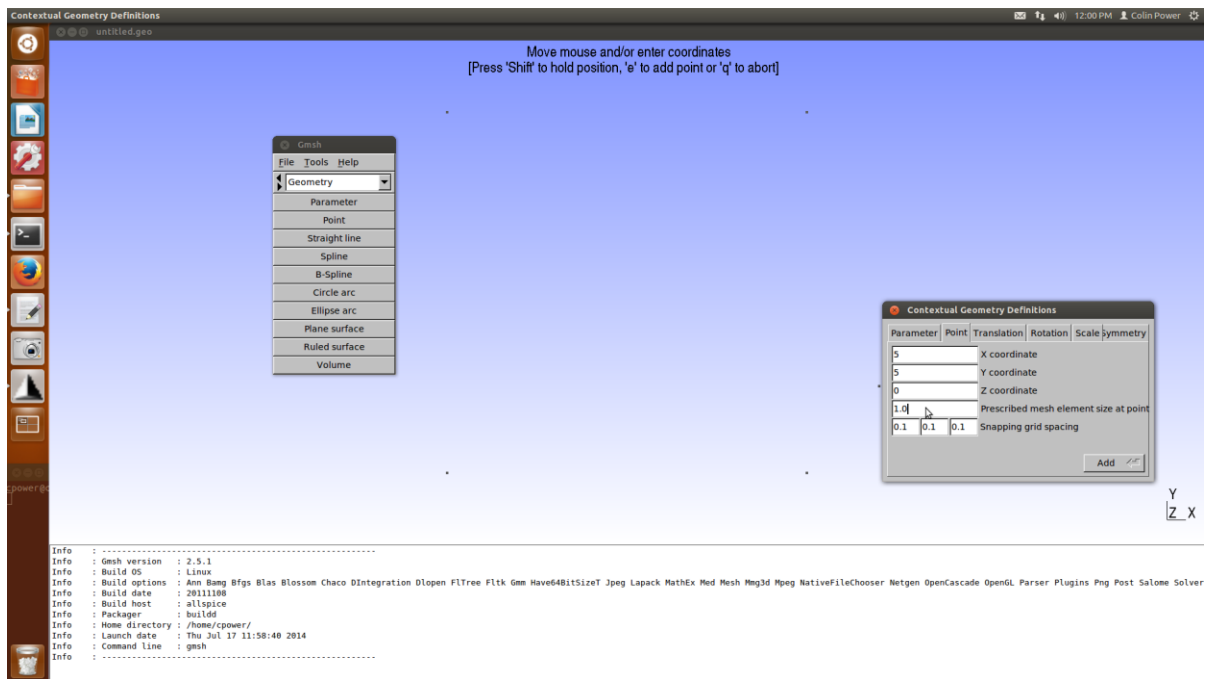 Contextual Geometry Definitions
12:00 PM Colin Power
untitled.geo
Move mouse and/or enter coordinates
[Press 'Shift' to hold position, 'e' to add point or 'q' to abort]
Gmsh
File Tools Help
Geometry
Parameter
Point
Straight line
Spline
B-Spline
Circle arc
Ellipse arc
Plane surface
Ruled surface
Volume
Contextual Geometry Definitions
Parameter Point Translation Rotation Scale Symmetry
5 X coordinate
5 Y coordinate
0 Z coordinate
1.0 Prescribed mesh element size at point
0.1 0.1 0.1 Snapping grid spacing
Add
Y
Z X
Info : -------------------------------------------------------
Info : Gmsh version : 2.5.1
Info : Build OS : Linux
Info : Build options : Ann Bamg Bfgs Blas Blossom Chaco DIntegration Dlopen FlTree Fltk Gmm Have64BitSizeT Jpeg Lapack MathEx Med Mesh Mmg3d Mpeg NativeFileChooser Netgen OpenCascade OpenGL Parser Plugins Png Post Salome Solver
Info : Build date : 20111108
Info : Build host : allspice
Info : Packager : buildd
Info : Home directory : /home/cpower/
Info : Launch date : Thu Jul 17 11:58:40 2014
Info : Command line : gmsh
Info : -------------------------------------------------------